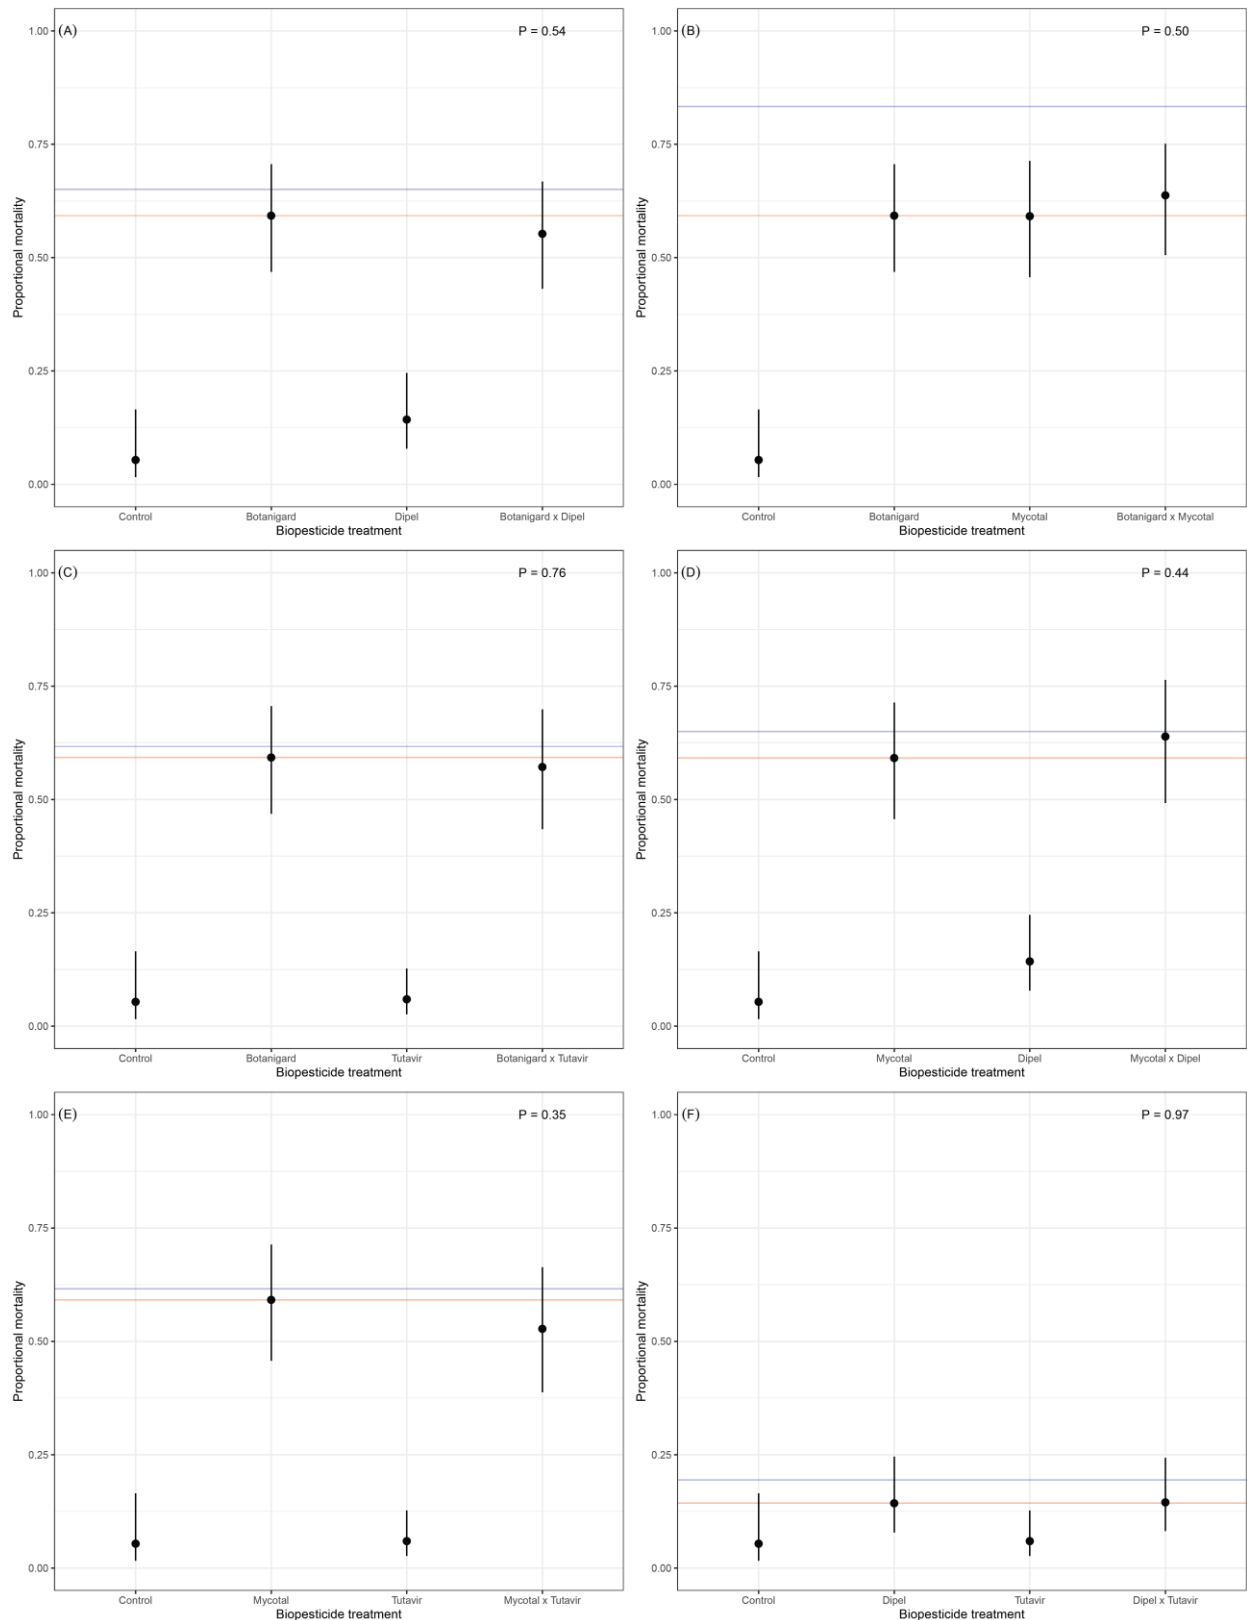 (A)
P = 0.54
1.00
0.75
0.50
0.25
0.00
Proportional mortality
Control
Botanigard
Dipel
Botanigard x Dipel
Biopesticide treatment
(B)
P = 0.50
1.00
0.75
0.50
0.25
0.00
Proportional mortality
Control
Botanigard
Mycotal
Botanigard x Mycotal
Biopesticide treatment
(C)
P = 0.76
1.00
0.75
0.50
0.25
0.00
Proportional mortality
Control
Botanigard
Tutavir
Botanigard x Tutavir
Biopesticide treatment
(D)
P = 0.44
1.00
0.75
0.50
0.25
0.00
Proportional mortality
Control
Mycotal
Dipel
Mycotal x Dipel
Biopesticide treatment
(E)
P = 0.35
1.00
0.75
0.50
0.25
0.00
Proportional mortality
Control
Mycotal
Tutavir
Mycotal x Tutavir
Biopesticide treatment
(F)
P = 0.97
1.00
0.75
0.50
0.25
0.00
Proportional mortality
Control
Dipel
Tutavir
Dipel x Tutavir
Biopesticide treatment